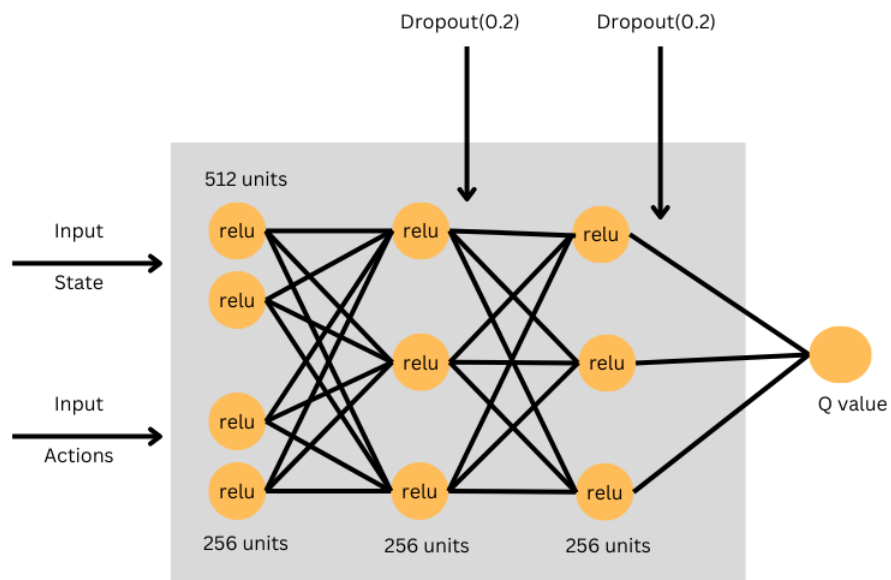 Dropout(0.2)
Dropout(0.2)
512 units
Input
State
relu
relu
relu
relu
relu
relu
relu
Input
Actions
relu
relu
relu
Q value
256 units
256 units
256 units